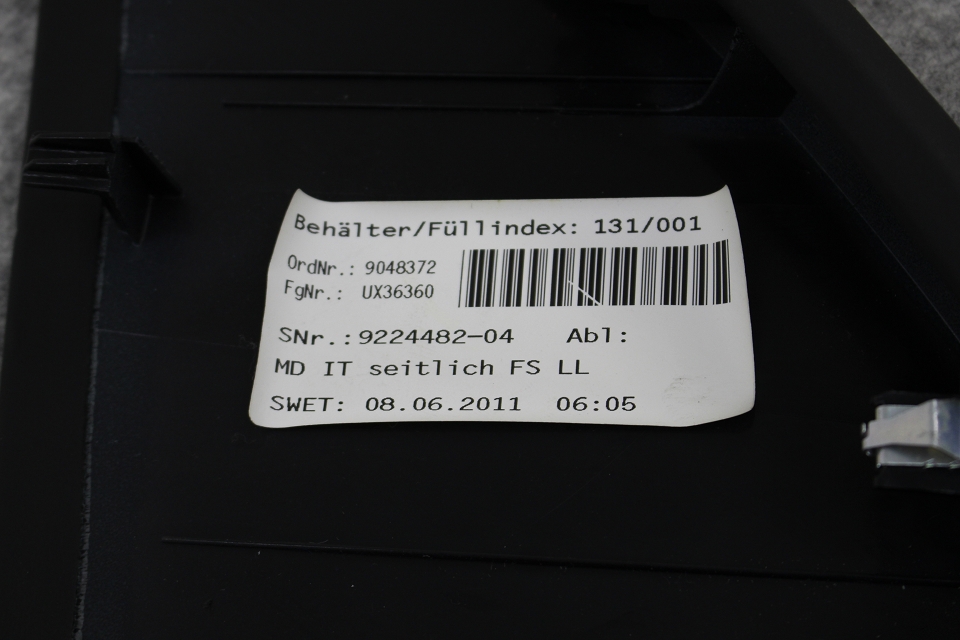 Behälter/Füllindex: 131/001
OrdNr.: 9048372
FgNr.: UX36360
SNr.:9224482-04 Abl:
MD IT seitlich FS LL
SWET: 08.06.2011 06:05